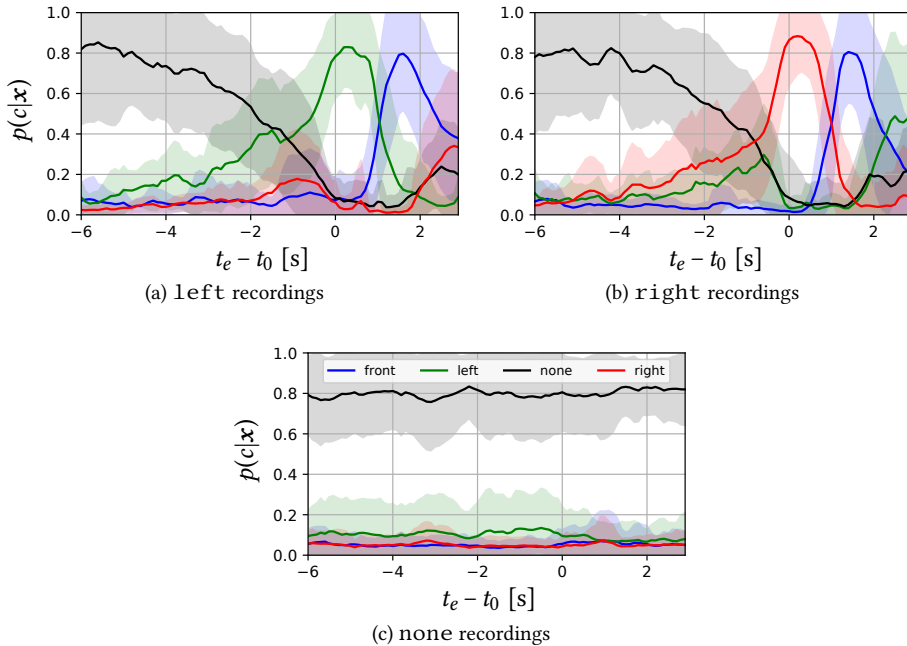 1.0
0.8
0.6
0.4
0.2
0.0
p(c|x)
−6 −4 −2 0 2
t_e – t_0 [s]
(a) left recordings
1.0
0.8
0.6
0.4
0.2
0.0
−6 −4 −2 0 2
t_e – t_0 [s]
(b) right recordings
1.0
0.8
0.6
0.4
0.2
0.0
p(c|x)
front left none right
−6 −4 −2 0 2
t_e – t_0 [s]
(c) none recordings